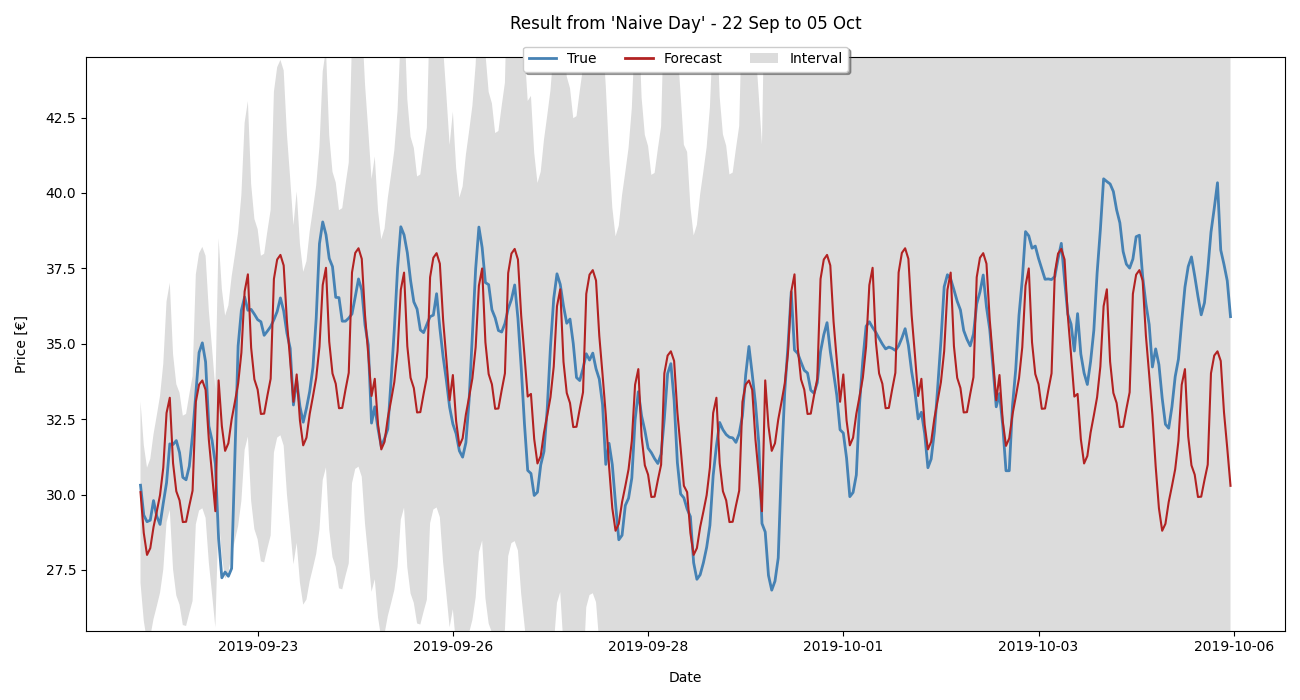 Result from 'Naive Day' - 22 Sep to 05 Oct
True
Forecast
Interval
42.5
40.0
37.5
35.0
32.5
30.0
27.5
Price [€]
2019-09-23
2019-09-26
2019-09-28
2019-10-01
2019-10-03
2019-10-06
Date